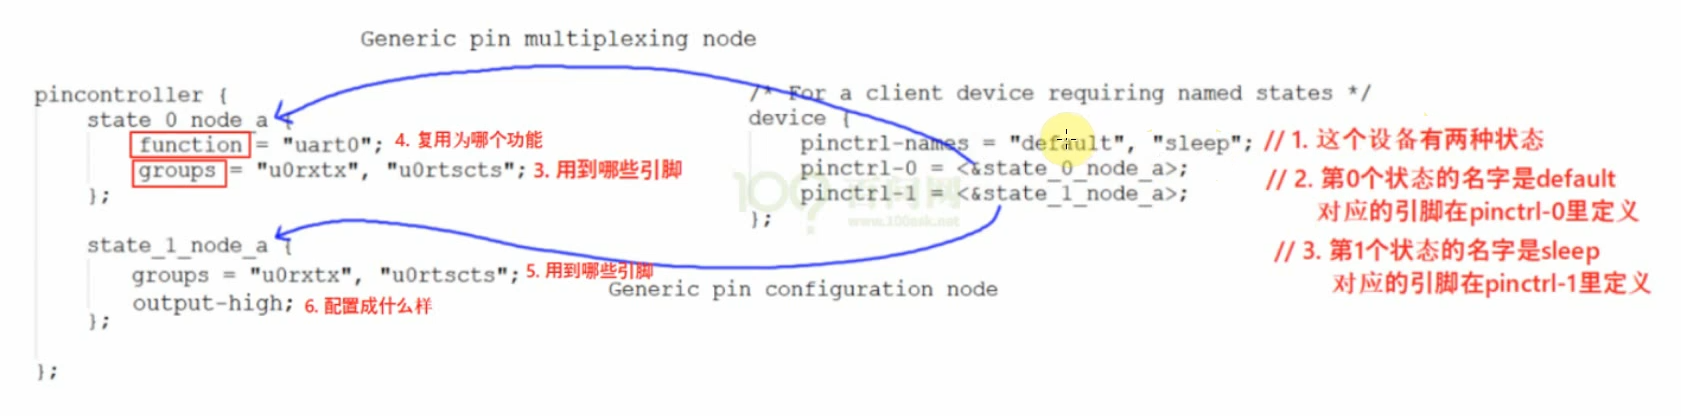 Generic pin multiplexing node
pincontroller {
state_0_node_a {
function = "uart0"; 4. 复用为哪个功能
groups = "u0rxtx", "u0rtscts"; 3. 用到哪些引脚
};
state_1_node_a {
groups = "u0rxtx", "u0rtscts"; 5. 用到哪些引脚
output-high; 6. 配置成什么样
};
};
Generic pin configuration node
/* For a client device requiring named states */
device {
pinctrl-names = "default", "sleep"; // 1. 这个设备有两种状态
pinctrl-0 = <&state_0_node_a>;
pinctrl-1 = <&state_1_node_a>;
};
// 2. 第0个状态的名字是default
对应的引脚在pinctrl-0里定义
// 3. 第1个状态的名字是sleep
对应的引脚在pinctrl-1里定义
百问网
www.100ask.net